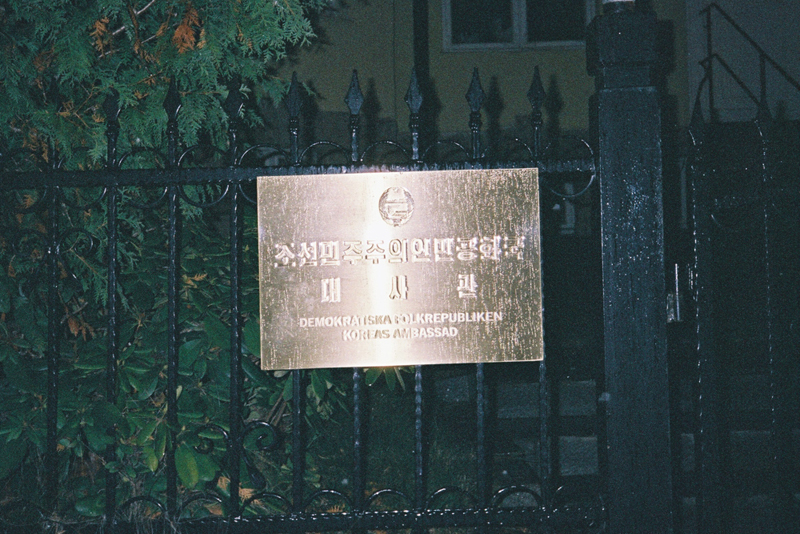 조선민주주의인민공화국
대 사 관
DEMOKRATISKA FOLKREPUBLIKEN
KOREAS AMBASSAD